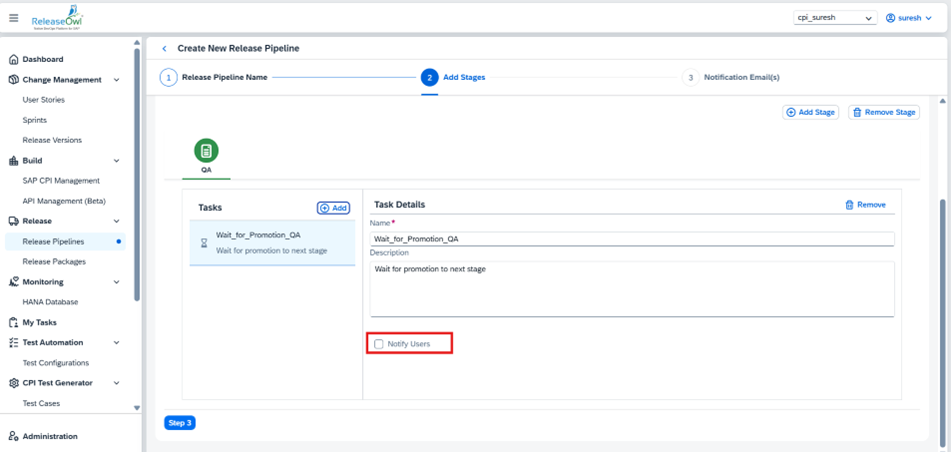 ReleaseOwl
cpi_suresh
suresh
Dashboard
Change Management
User Stories
Sprints
Release Versions
Build
SAP CPI Management
API Management (Beta)
Release
Release Pipelines
Release Packages
Monitoring
HANA Database
My Tasks
Test Automation
Test Configurations
CPI Test Generator
Test Cases
Administration
Create New Release Pipeline
1 Release Pipeline Name
2 Add Stages
3 Notification Email(s)
Add Stage
Remove Stage
QA
Tasks
Add
Wait_for_Promotion_QA
Wait for promotion to next stage
Task Details
Remove
Name*
Wait_for_Promotion_QA
Description
Wait for promotion to next stage
Notify Users
Step 3